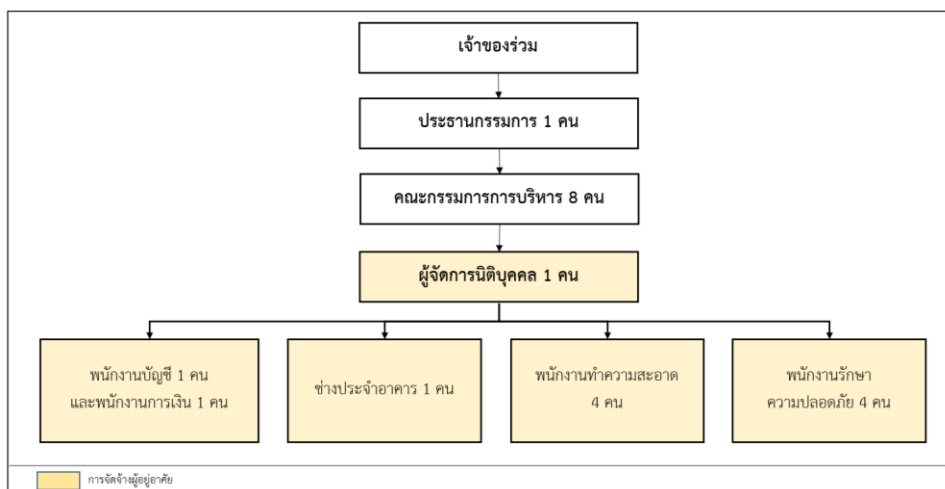 เจ้าของร่วม
ประธานกรรมการ 1 คน
คณะกรรมการการบริหาร 8 คน
ผู้จัดการนิติบุคคล 1 คน
พนักงานบัญชี 1 คน
และพนักงานการเงิน 1 คน
ช่างประจำอาคาร 1 คน
พนักงานทำความสะอาด
4 คน
พนักงานรักษา
ความปลอดภัย 4 คน
การจัดจ้างผู้อยู่อาศัย